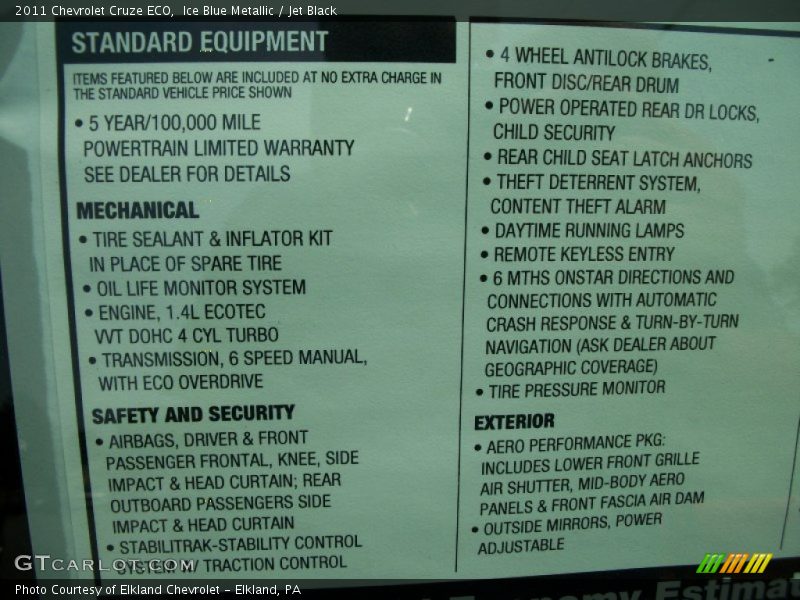 2011 Chevrolet Cruze ECO,  Ice Blue Metallic / Jet Black
STANDARD EQUIPMENT
ITEMS FEATURED BELOW ARE INCLUDED AT NO EXTRA CHARGE IN
THE STANDARD VEHICLE PRICE SHOWN
• 5 YEAR/100,000 MILE
POWERTRAIN LIMITED WARRANTY
SEE DEALER FOR DETAILS
MECHANICAL
• TIRE SEALANT & INFLATOR KIT
IN PLACE OF SPARE TIRE
• OIL LIFE MONITOR SYSTEM
• ENGINE, 1.4L ECOTEC
VVT DOHC 4 CYL TURBO
• TRANSMISSION, 6 SPEED MANUAL,
WITH ECO OVERDRIVE
SAFETY AND SECURITY
• AIRBAGS, DRIVER & FRONT
PASSENGER FRONTAL, KNEE, SIDE
IMPACT & HEAD CURTAIN; REAR
OUTBOARD PASSENGERS SIDE
IMPACT & HEAD CURTAIN
• STABILITRAK-STABILITY CONTROL
SYSTEM W/ TRACTION CONTROL
• 4 WHEEL ANTILOCK BRAKES,
FRONT DISC/REAR DRUM
• POWER OPERATED REAR DR LOCKS,
CHILD SECURITY
• REAR CHILD SEAT LATCH ANCHORS
• THEFT DETERRENT SYSTEM,
CONTENT THEFT ALARM
• DAYTIME RUNNING LAMPS
• REMOTE KEYLESS ENTRY
• 6 MTHS ONSTAR DIRECTIONS AND
CONNECTIONS WITH AUTOMATIC
CRASH RESPONSE & TURN-BY-TURN
NAVIGATION (ASK DEALER ABOUT
GEOGRAPHIC COVERAGE)
• TIRE PRESSURE MONITOR
EXTERIOR
• AERO PERFORMANCE PKG:
INCLUDES LOWER FRONT GRILLE
AIR SHUTTER, MID-BODY AERO
PANELS & FRONT FASCIA AIR DAM
• OUTSIDE MIRRORS, POWER
ADJUSTABLE
GTCARLOT.COM
Economy Estimat
Photo Courtesy of Elkland Chevrolet - Elkland, PA